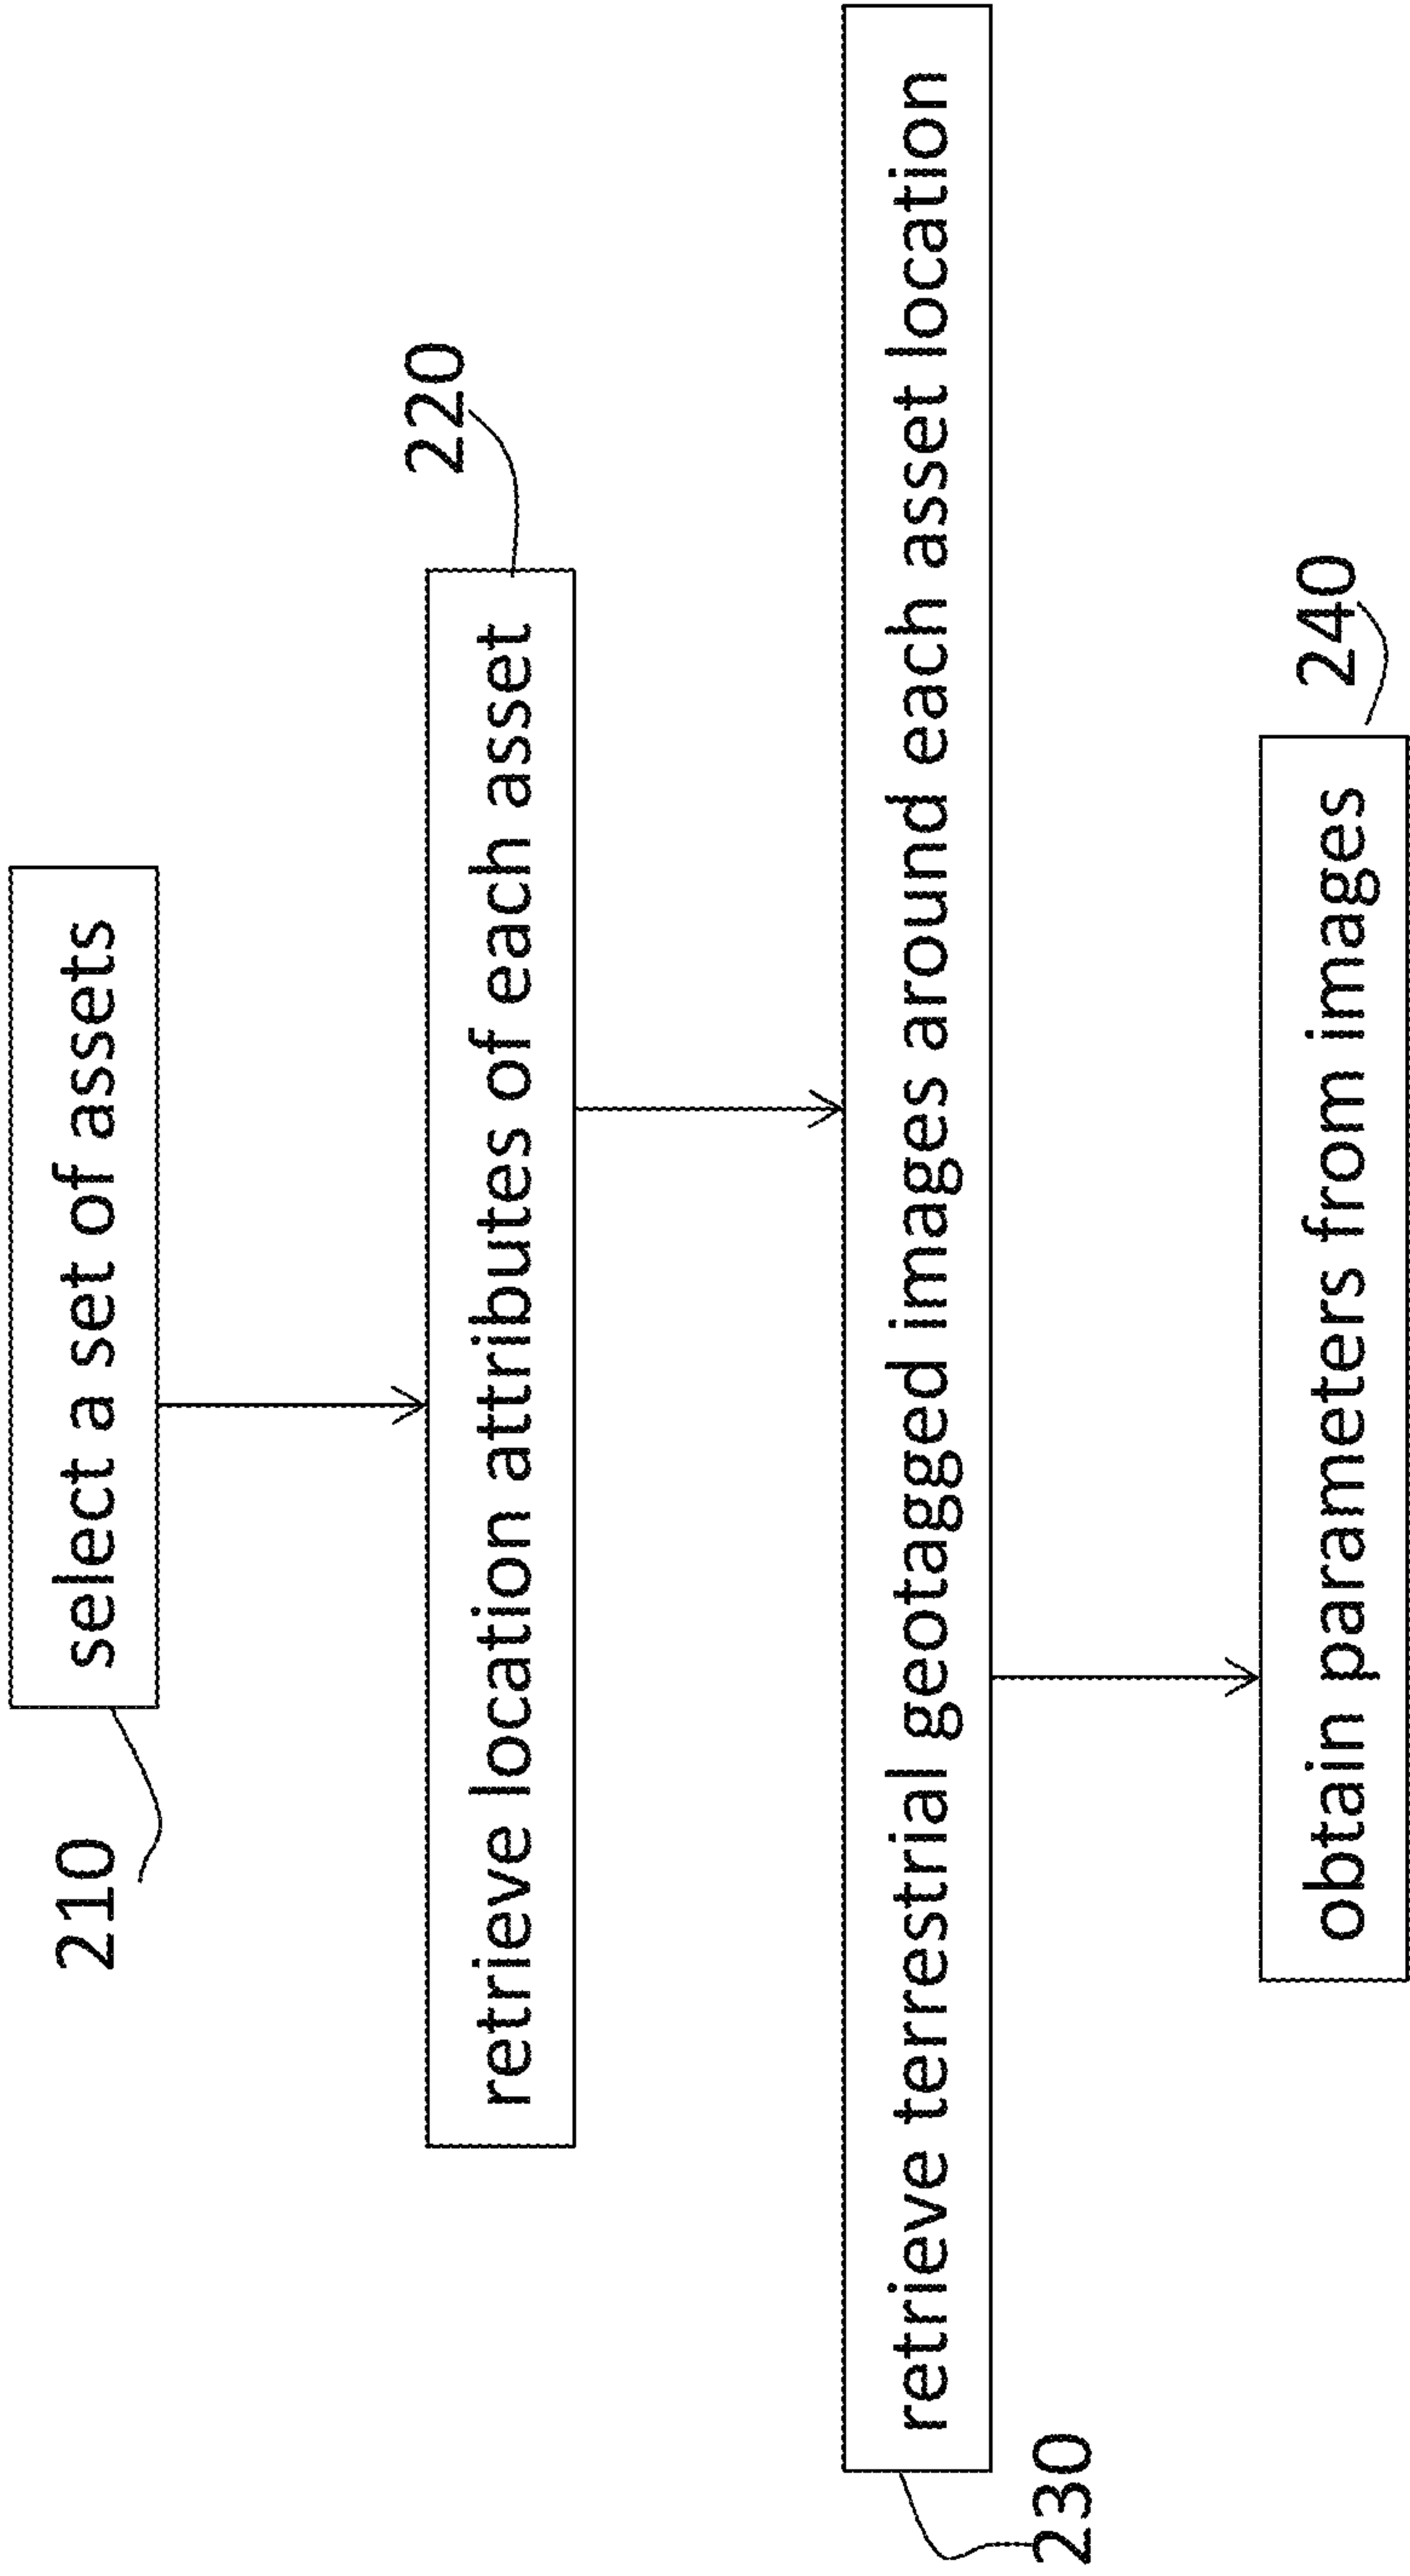 210
select a set of assets
220
retrieve location attributes of each asset
230
retrieve terrestrial geotagged images around each asset location
240
obtain parameters from images